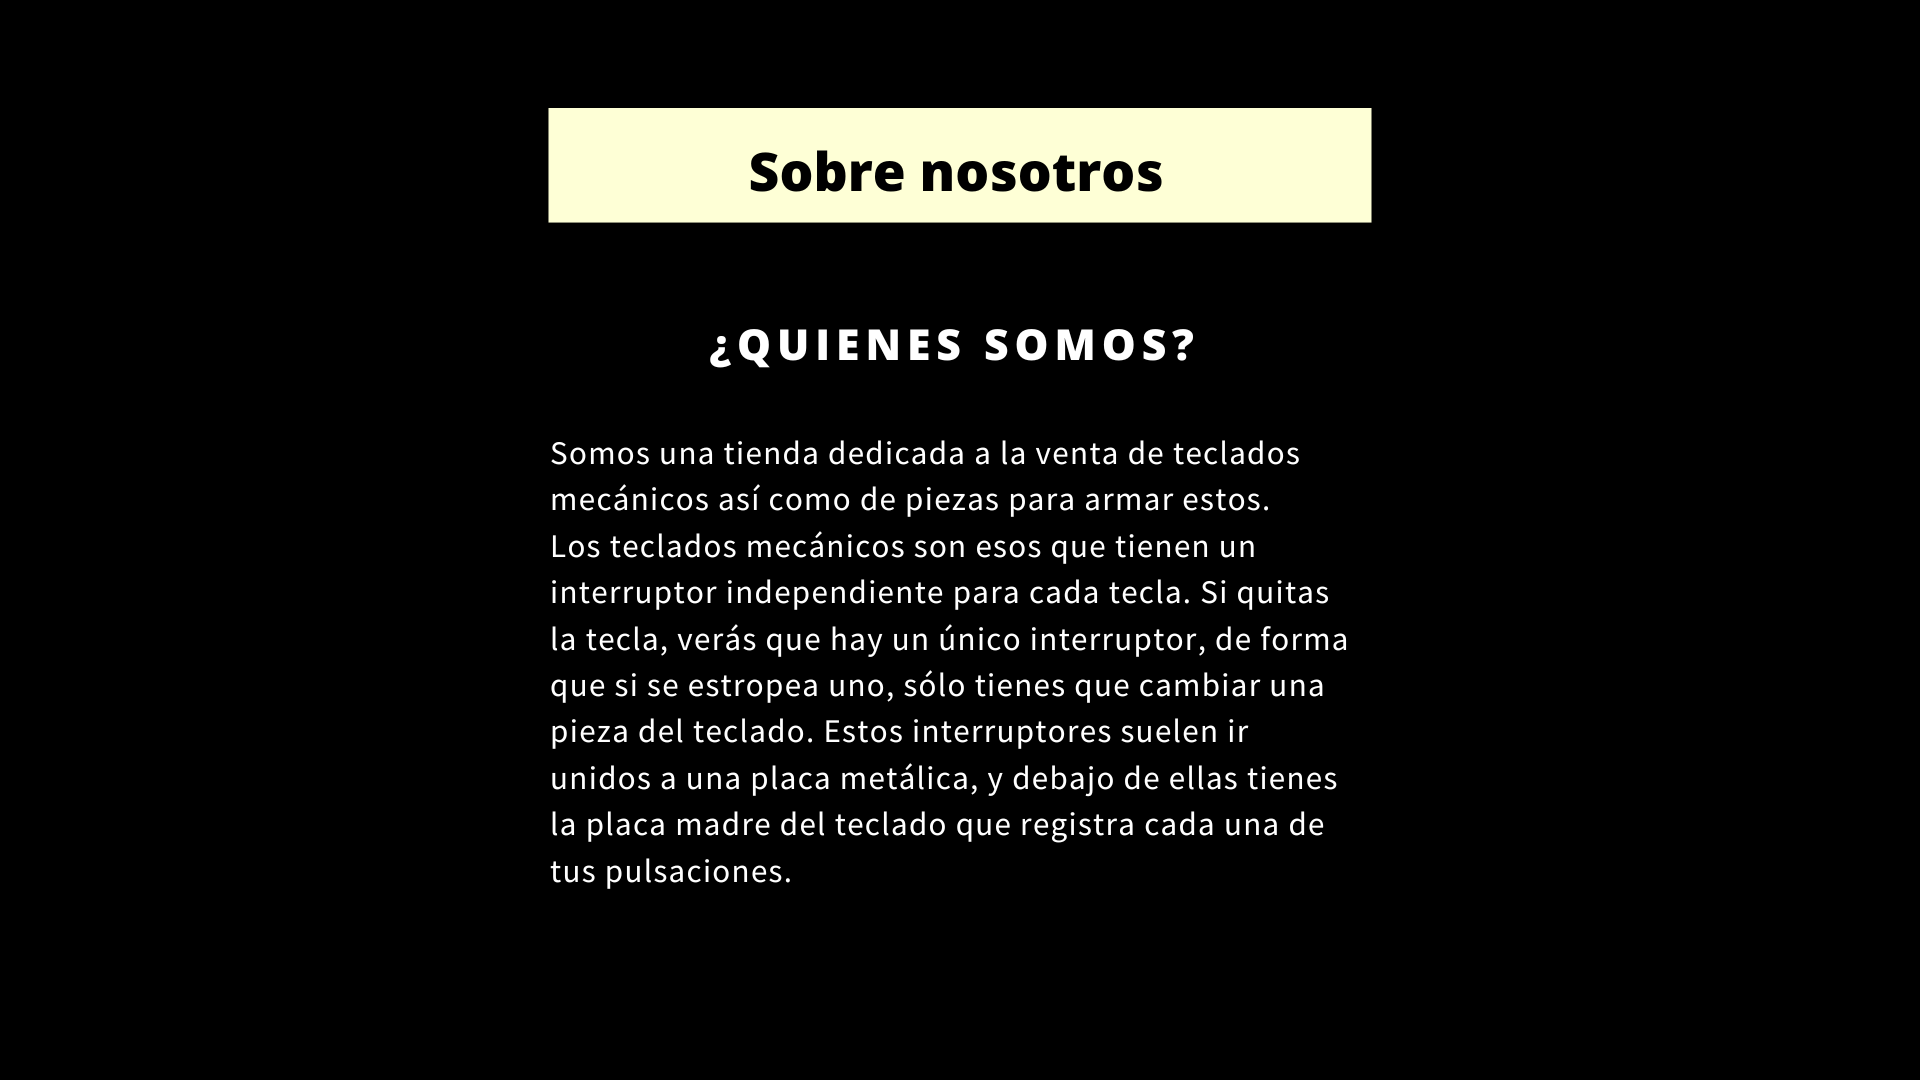 Sobre nosotros
¿QUIENES SOMOS?
Somos una tienda dedicada a la venta de teclados
mecánicos así como de piezas para armar estos.
Los teclados mecánicos son esos que tienen un
interruptor independiente para cada tecla. Si quitas
la tecla, verás que hay un único interruptor, de forma
que si se estropea uno, sólo tienes que cambiar una
pieza del teclado. Estos interruptores suelen ir
unidos a una placa metálica, y debajo de ellas tienes
la placa madre del teclado que registra cada una de
tus pulsaciones.